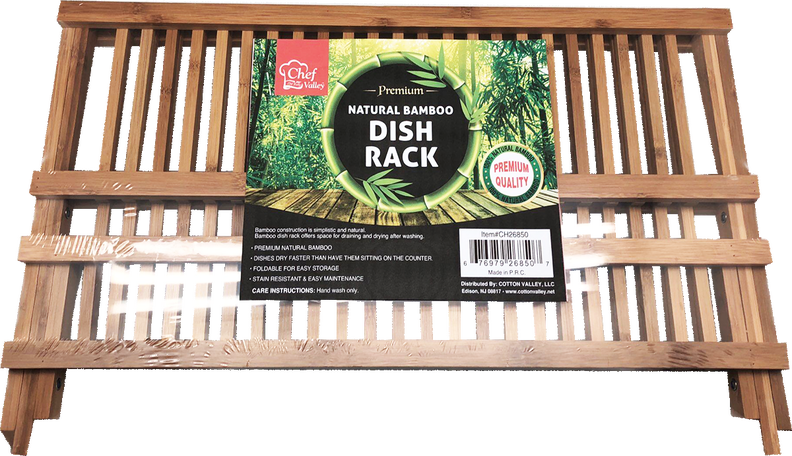 Chef
Valley
Premium
NATURAL BAMBOO
DISH
RACK
NATURAL BAMBOO
PREMIUM
QUALITY
Bamboo construction is simplistic and natural.
Bamboo dish rack offers space for draining and drying after washing.
• PREMIUM NATURAL BAMBOO
• DISHES DRY FASTER THAN HAVE THEM SITTING ON THE COUNTER
• FOLDABLE FOR EASY STORAGE
• STAIN RESISTANT & EASY MAINTENANCE
CARE INSTRUCTIONS: Hand wash only.
Item#CH26850
6 76979 26850 7
Made in P.R.C.
Distributed By: COTTON VALLEY, LLC
Edison, NJ 08817 - www.cottonvalley.net